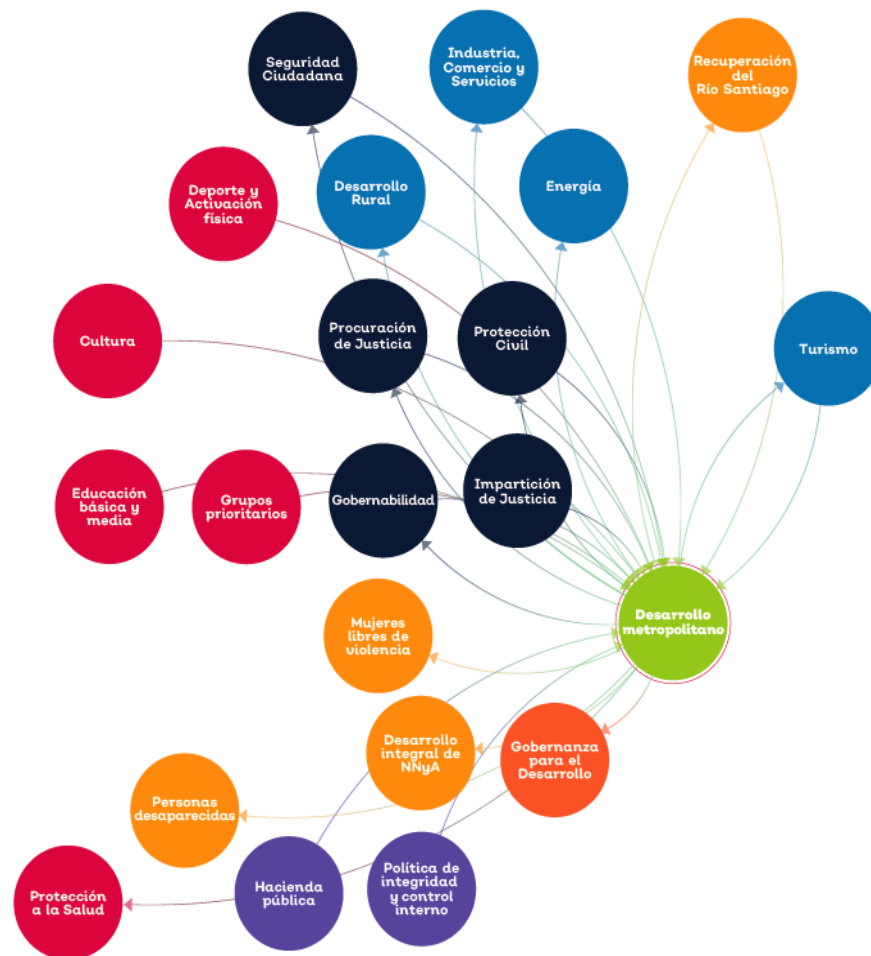 Seguridad
Ciudadana
Industria,
Comercio y
Servicios
Recuperación
del
Río Santiago
Deporte y
Activación
física
Desarrollo
Rural
Energía
Cultura
Procuración
de Justicia
Protección
Civil
Turismo
Educación
básica y
media
Grupos
prioritarios
Gobernabilidad
Impartición
de Justicia
Desarrollo
metropolitano
Mujeres
libres de
violencia
Desarrollo
integral de
NNyA
Gobernanza
para el
Desarrollo
Personas
desaparecidas
Protección
a la Salud
Hacienda
pública
Política de
integridad
y control
interno